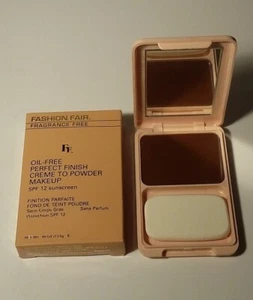 FASHION FAIR.
FRAGRANCE FREE
FF
OIL-FREE
PERFECT FINISH
CREME TO POWDER
MAKEUP
SPF 12 sunscreen
FINITION PARFAITE
FOND DE TEINT POUDRE
Sans Corps Gras Sans Parfum
SPF 12